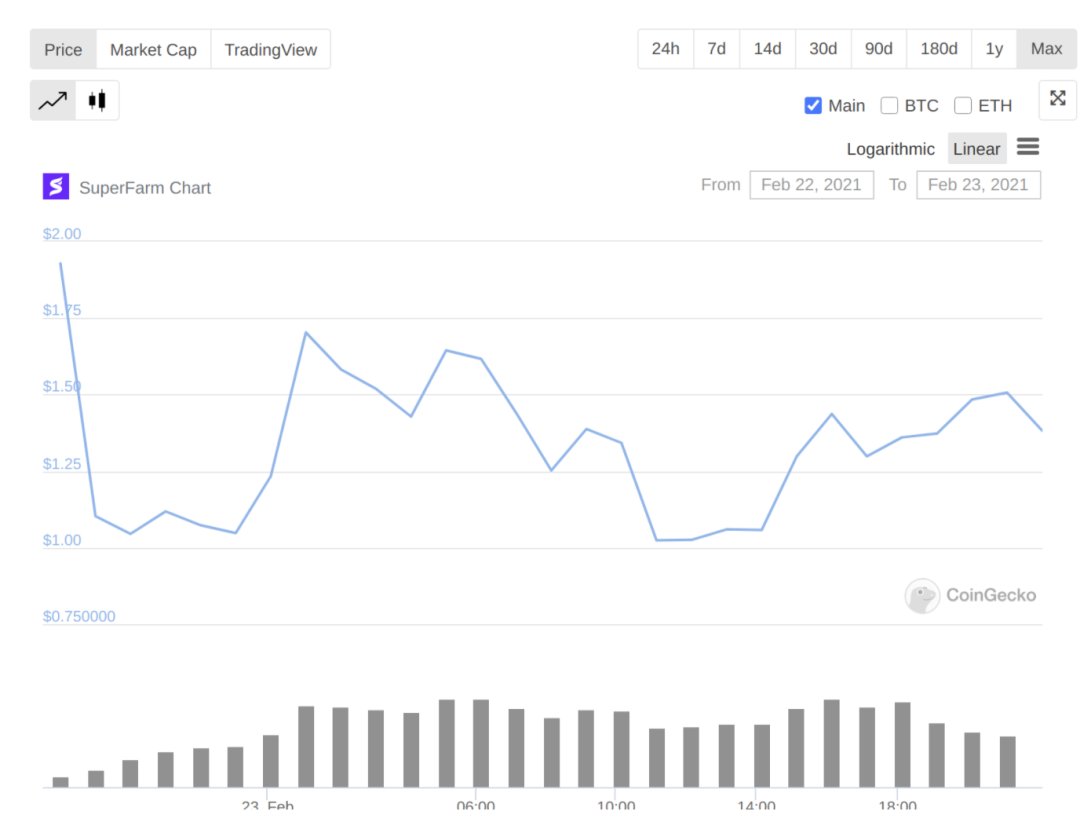 Price Market Cap TradingView 24h 7d 14d 30d 90d 180d 1y Max
Main BTC ETH
Logarithmic Linear
SuperFarm Chart From Feb 22, 2021 To Feb 23, 2021
$2.00
$1.75
$1.50
$1.25
$1.00
CoinGecko
$0.750000
23. Feb 06:00 10:00 14:00 18:00